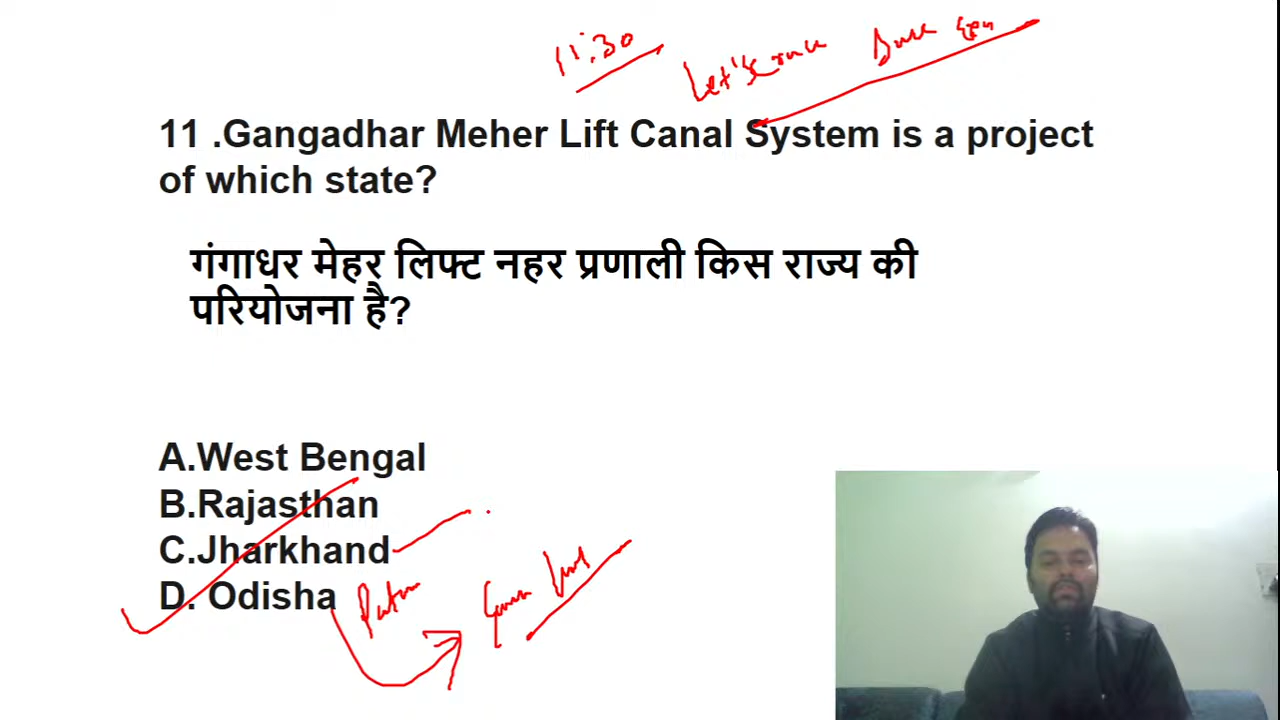 11:30
Let's
11 .Gangadhar Meher Lift Canal System is a project
of which state?
गंगाधर मेहर लिफ्ट नहर प्रणाली किस राज्य की
परियोजना है?
A.West Bengal
B.Rajasthan
C.Jharkhand
D. Odisha